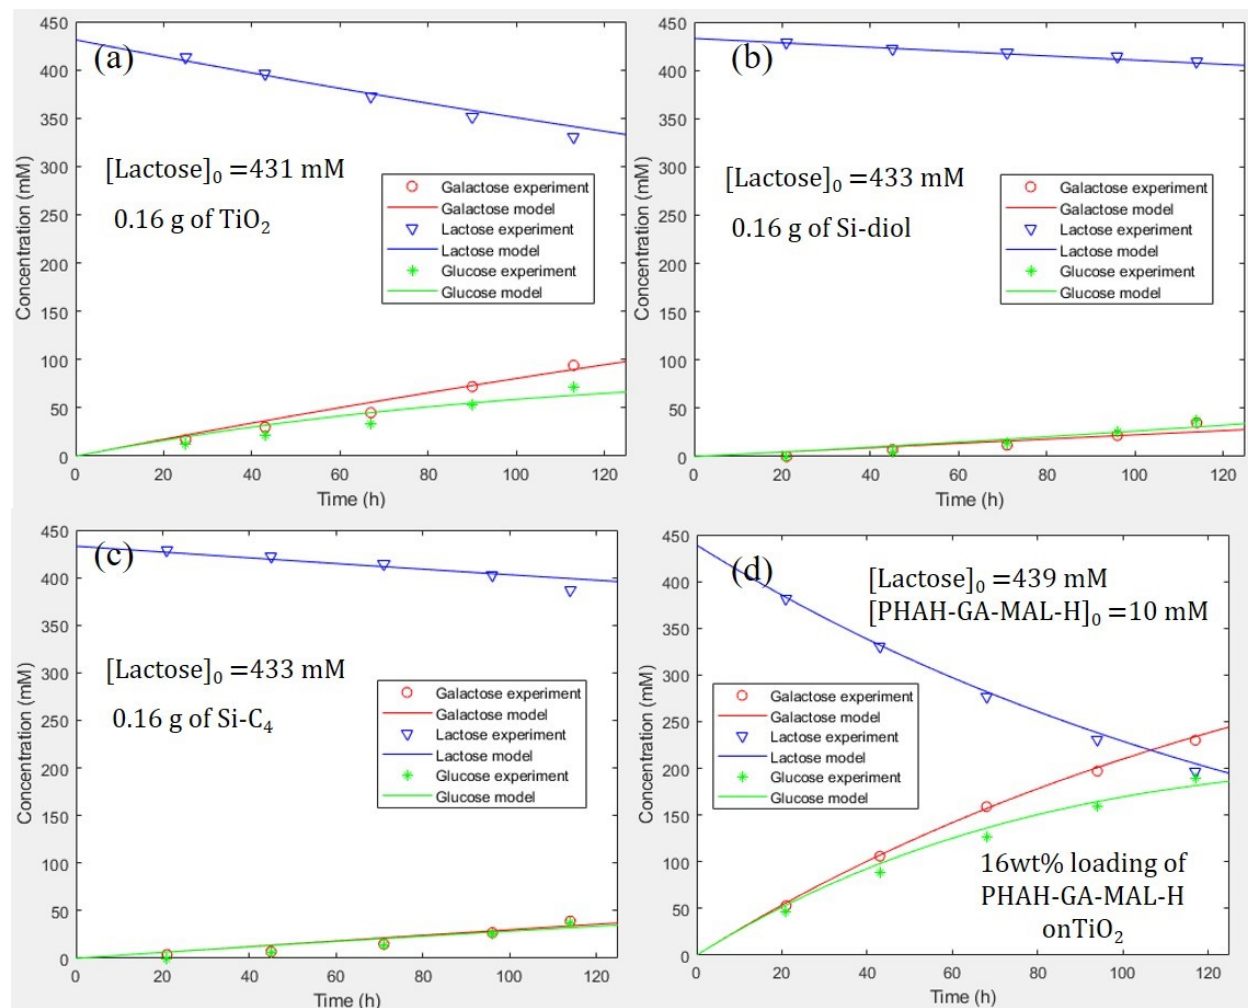 450
400
350
300
250
200
150
100
50
0
Concentration (mM)
(a)
[Lactose]₀ =431 mM
0.16 g of TiO₂
Galactose experiment
Galactose model
Lactose experiment
Lactose model
Glucose experiment
Glucose model
0 20 40 60 80 100 120
Time (h)
450
400
350
300
250
200
150
100
50
0
Concentration (mM)
(b)
[Lactose]₀ =433 mM
0.16 g of Si-diol
Galactose experiment
Galactose model
Lactose experiment
Lactose model
Glucose experiment
Glucose model
0 20 40 60 80 100 120
Time (h)
450
400
350
300
250
200
150
100
50
0
Concentration (mM)
(c)
[Lactose]₀ =433 mM
0.16 g of Si-C₄
Galactose experiment
Galactose model
Lactose experiment
Lactose model
Glucose experiment
Glucose model
0 20 40 60 80 100 120
Time (h)
450
400
350
300
250
200
150
100
50
0
Concentration (mM)
(d)
[Lactose]₀ =439 mM
[PHAH-GA-MAL-H]₀ =10 mM
Galactose experiment
Galactose model
Lactose experiment
Lactose model
Glucose experiment
Glucose model
16wt% loading of
PHAH-GA-MAL-H
onTiO₂
0 20 40 60 80 100 120
Time (h)